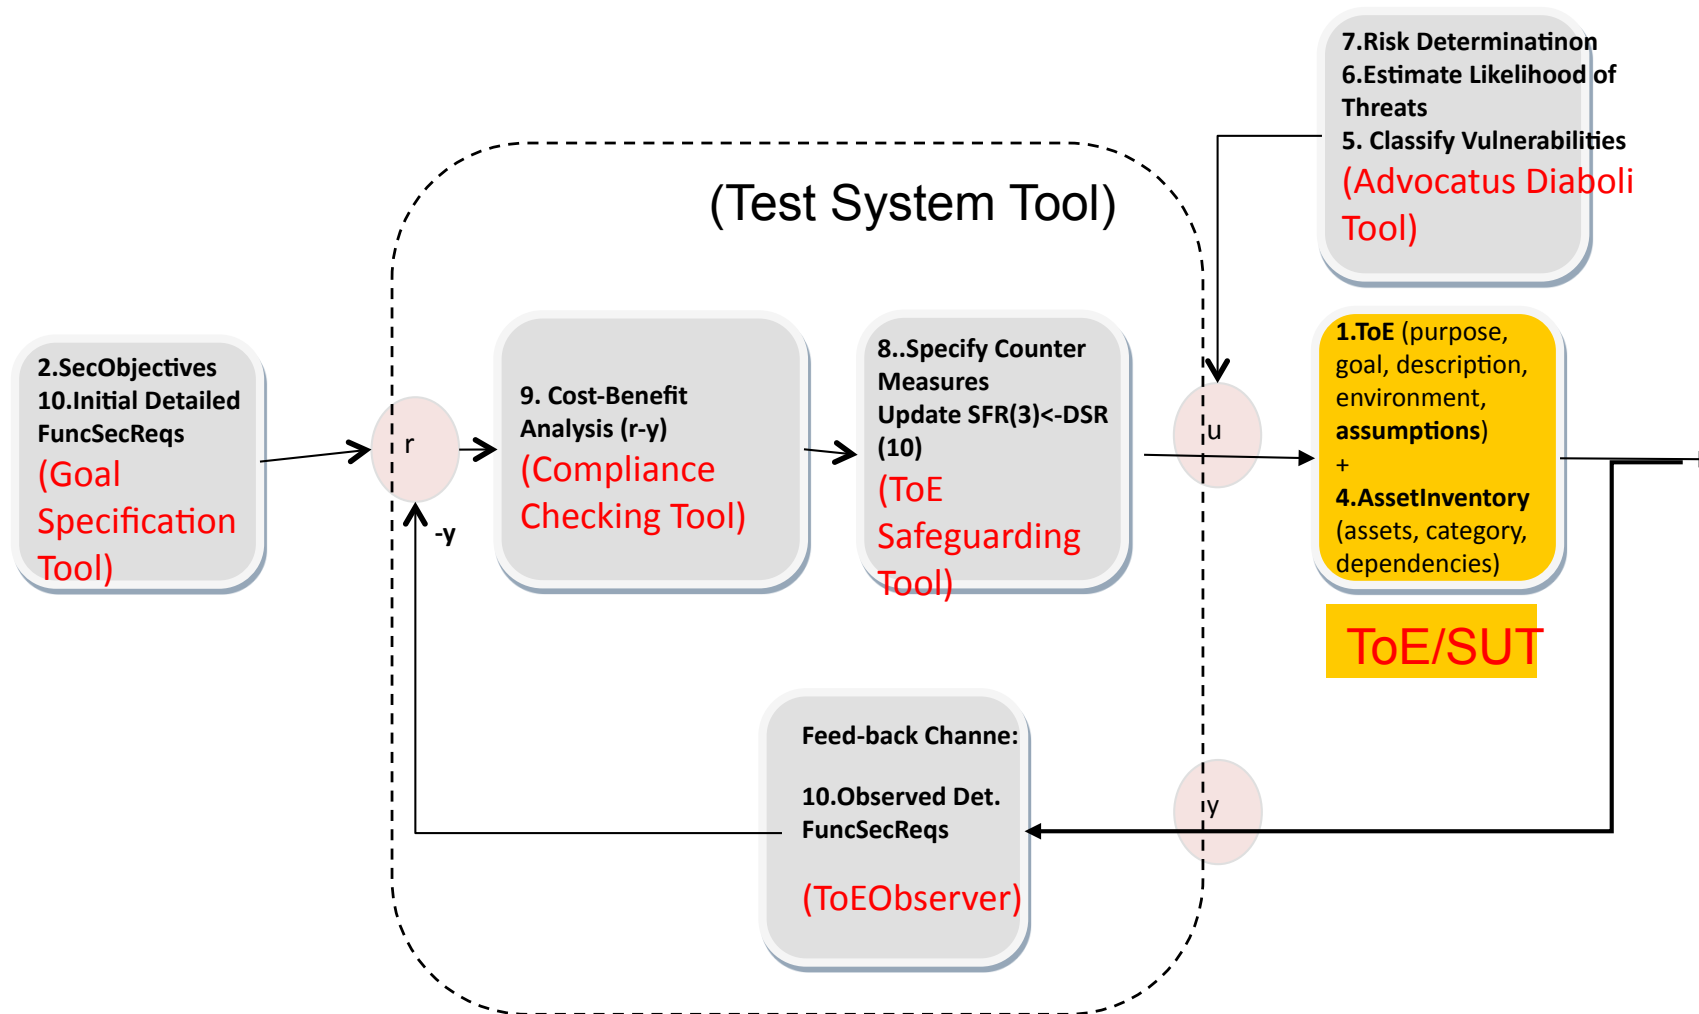 7.Risk Determinatinon
6.Estimate Likelihood of
Threats
5. Classify Vulnerabilities
(Advocatus Diaboli
Tool)
(Test System Tool)
2.SecObjectives
10.Initial Detailed
FuncSecReqs
(Goal
Specification
Tool)
r
-y
9. Cost-Benefit
Analysis (r-y)
(Compliance
Checking Tool)
8..Specify Counter
Measures
Update SFR(3)<-DSR
(10)
(ToE
Safeguarding
Tool)
u
1.ToE (purpose,
goal, description,
environment,
assumptions)
+
4.AssetInventory
(assets, category,
dependencies)
ToE/SUT
Feed-back Channe:
10.Observed Det.
FuncSecReqs
(ToEObserver)
y